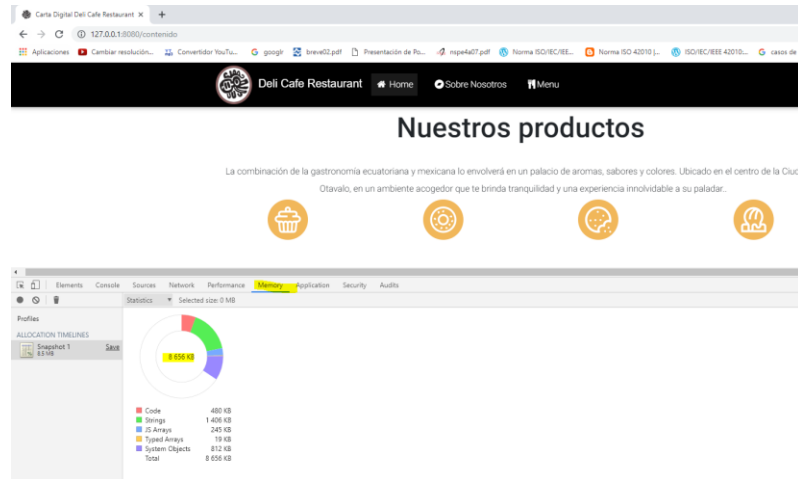 Carta Digital Deli Cafe Restaurant × +
127.0.0.1:8080/contenido
Aplicaciones Cambiar resolución... Convertidor YouTu... googlr breve02.pdf Presentación de Po... nspe4a07.pdf Norma ISO/IEC/IEE... Norma ISO 42010 |... ISO/IEC/IEEE 42010:... casos de
Deli Cafe Restaurant Home Sobre Nosotros Menu
Nuestros productos
La combinación de la gastronomía ecuatoriana y mexicana lo envolverá en un palacio de aromas, sabores y colores. Ubicado en el centro de la Ciuc
Otavalo, en un ambiente acogedor que te brinda tranquilidad y una experiencia innolvidable a su paladar..
Elements Console Sources Network Performance Memory Application Security Audits
Statistics ▼ Selected size: 0 MB
Profiles
ALLOCATION TIMELINES
Snapshot 1 Save
8.5 MB
8 656 KB
Code 480 KB
Strings 1 406 KB
JS Arrays 245 KB
Typed Arrays 19 KB
System Objects 812 KB
Total 8 656 KB